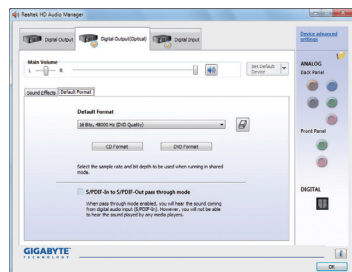 Realtek HD Audio Manager
Digital Output
Digital Output(Optical)
Digital Input
Device advanced
settings
Main Volume
L
R
Set Default
Device
ANALOG
Back Panel
Sound Effects
Default Format
Default Format
16 Bits, 48000 Hz (DVD Quality)
CD Format
DVD Format
Select the sample rate and bit depth to be used when running in shared
mode.
Front Panel
S/PDIF-In to S/PDIF-Out pass through mode
When pass through mode enabled, you will hear the sound coming
from digital audio input (S/PDIF-In). However, you will not be able
to hear the sound played by any media players.
DIGITAL
GIGABYTE
TECHNOLOGY
i
OK